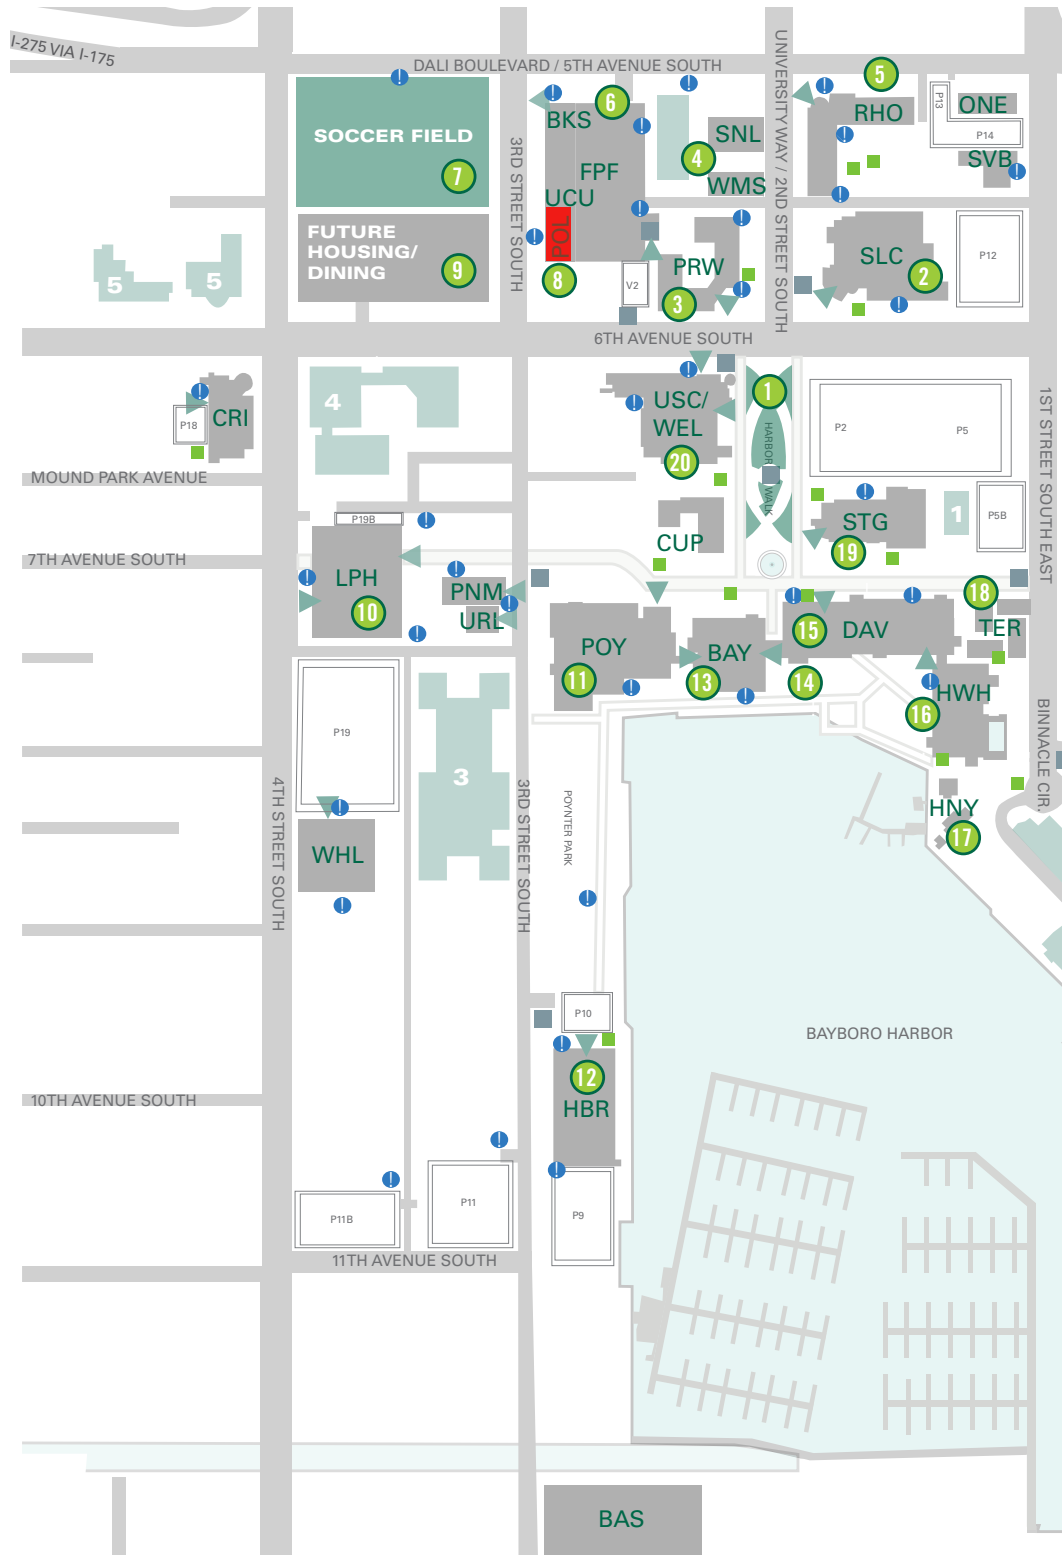 I-275 VIA I-175
DALI BOULEVARD / 5TH AVENUE SOUTH
UNIVERSITY WAY / 2ND STREET SOUTH
3RD STREET SOUTH
SOCCER FIELD
7
BKS
6
FPF
UCU
POL
8
SNL
4
WMS
5
RHO
P13
ONE
P14
SVB
FUTURE
HOUSING/
DINING
9
5
5
V2
PRW
3
SLC
2
P12
6TH AVENUE SOUTH
1ST STREET SOUTH EAST
P18
CRI
4
USC/
WEL
20
1
HARBOR WALK
P2
P5
MOUND PARK AVENUE
P19B
CUP
STG
19
1
P5B
7TH AVENUE SOUTH
LPH
10
PNM
URL
POY
11
BAY
13
15
DAV
14
18
TER
HWH
16
BINNACLE CIR.
P19
3
4TH STREET SOUTH
3RD STREET SOUTH
POYNTER PARK
HNY
17
WHL
P10
BAYBORO HARBOR
12
HBR
10TH AVENUE SOUTH
P11B
P11
P9
11TH AVENUE SOUTH
BAS